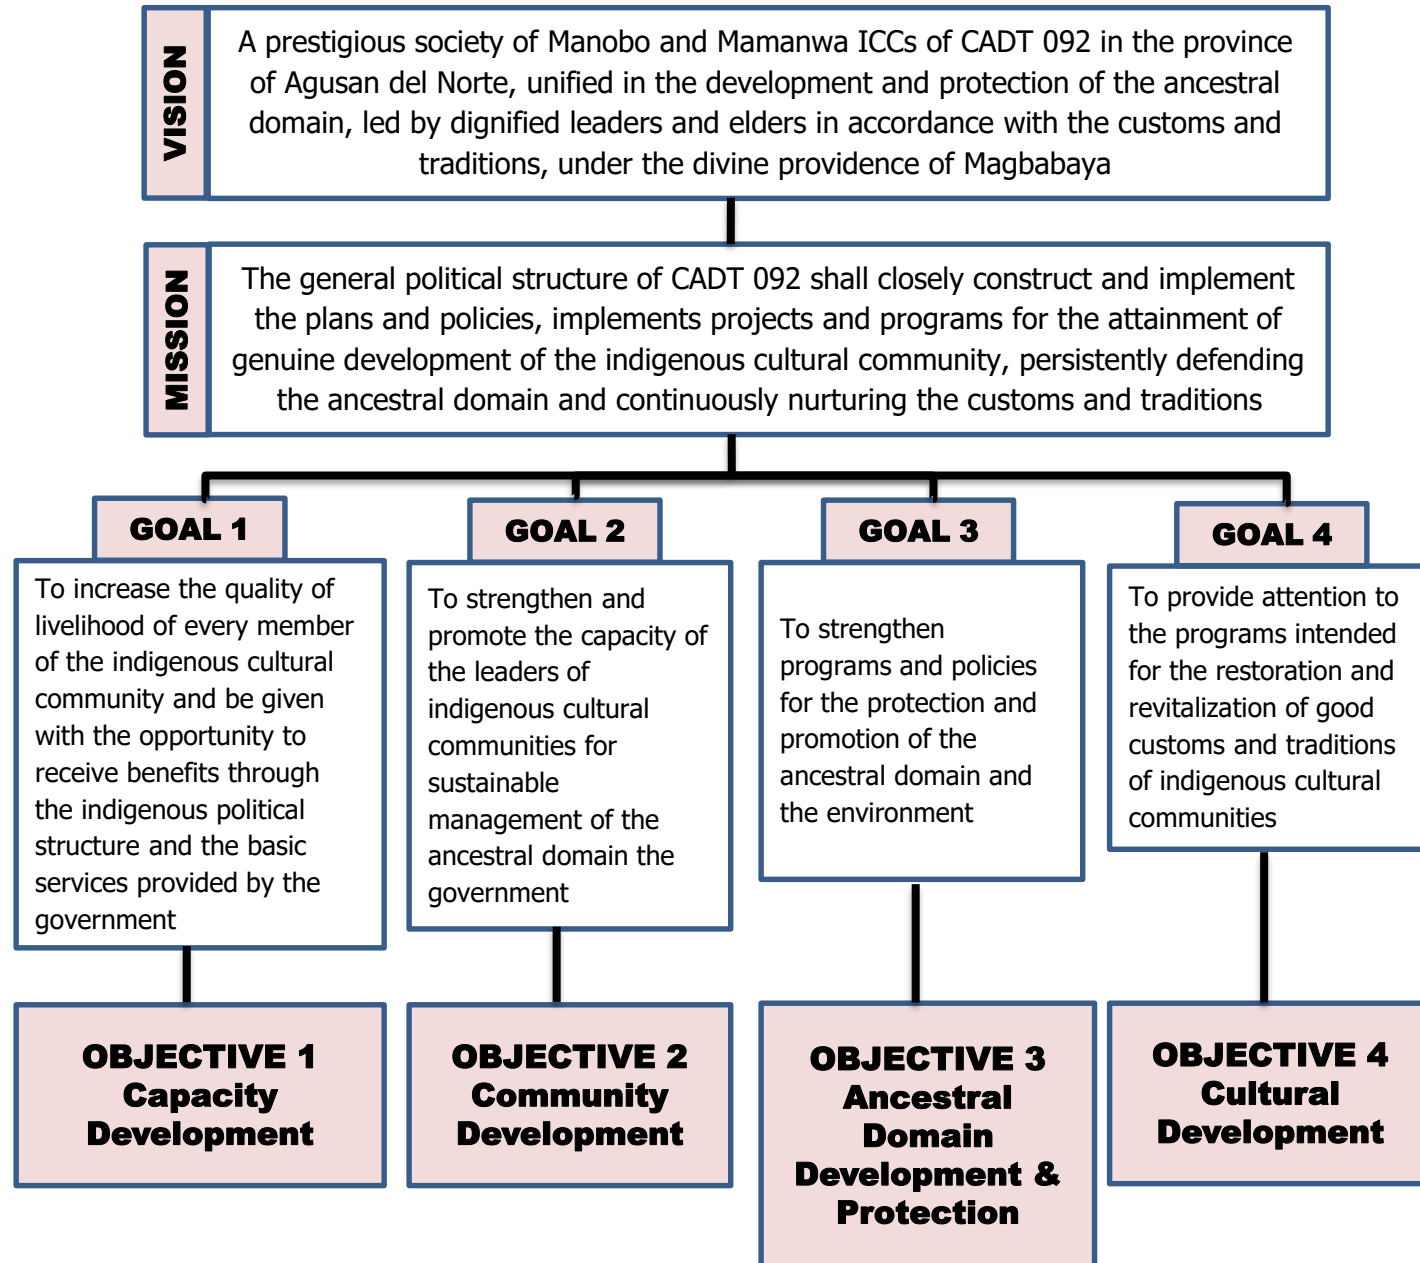 VISION
A prestigious society of Manobo and Mamanwa ICCs of CADT 092 in the province
of Agusan del Norte, unified in the development and protection of the ancestral
domain, led by dignified leaders and elders in accordance with the customs and
traditions, under the divine providence of Magbabaya
MISSION
The general political structure of CADT 092 shall closely construct and implement
the plans and policies, implements projects and programs for the attainment of
genuine development of the indigenous cultural community, persistently defending
the ancestral domain and continuously nurturing the customs and traditions
GOAL 1
To increase the quality of
livelihood of every member
of the indigenous cultural
community and be given
with the opportunity to
receive benefits through
the indigenous political
structure and the basic
services provided by the
government
OBJECTIVE 1
Capacity
Development
GOAL 2
To strengthen and
promote the capacity of
the leaders of
indigenous cultural
communities for
sustainable
management of the
ancestral domain the
government
OBJECTIVE 2
Community
Development
GOAL 3
To strengthen
programs and policies
for the protection and
promotion of the
ancestral domain and
the environment
OBJECTIVE 3
Ancestral
Domain
Development &
Protection
GOAL 4
To provide attention to
the programs intended
for the restoration and
revitalization of good
customs and traditions
of indigenous cultural
communities
OBJECTIVE 4
Cultural
Development